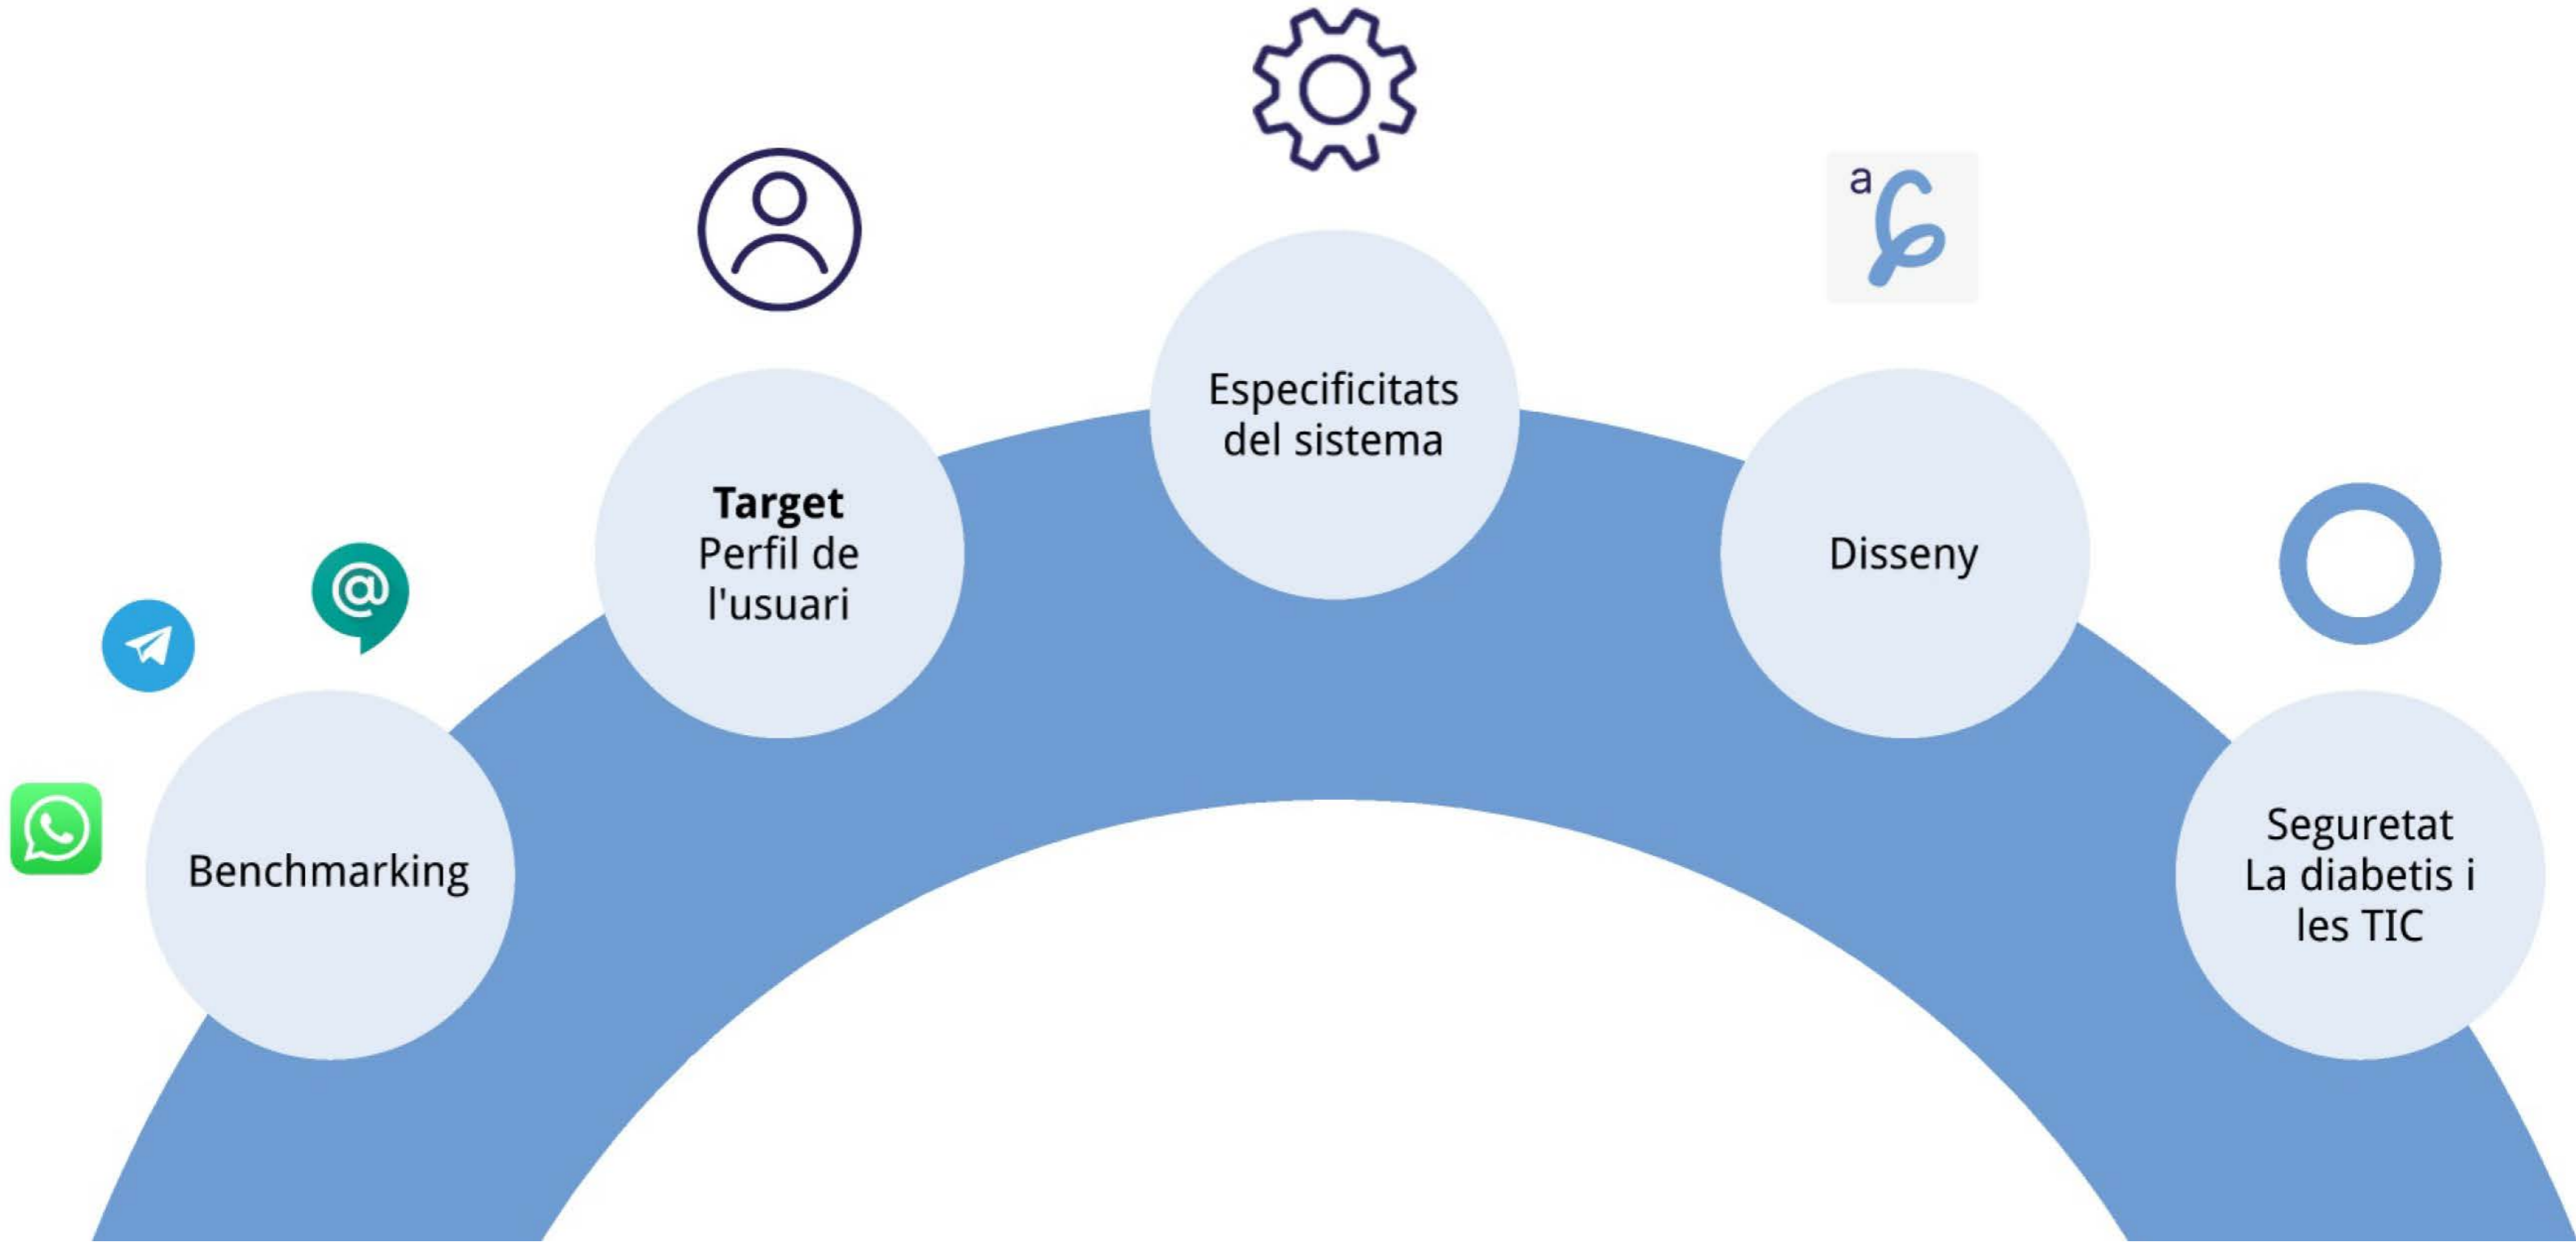 Benchmarking
Target
Perfil de
l'usuari
Especificitats
del sistema
a
Disseny
Seguretat
La diabetis i
les TIC